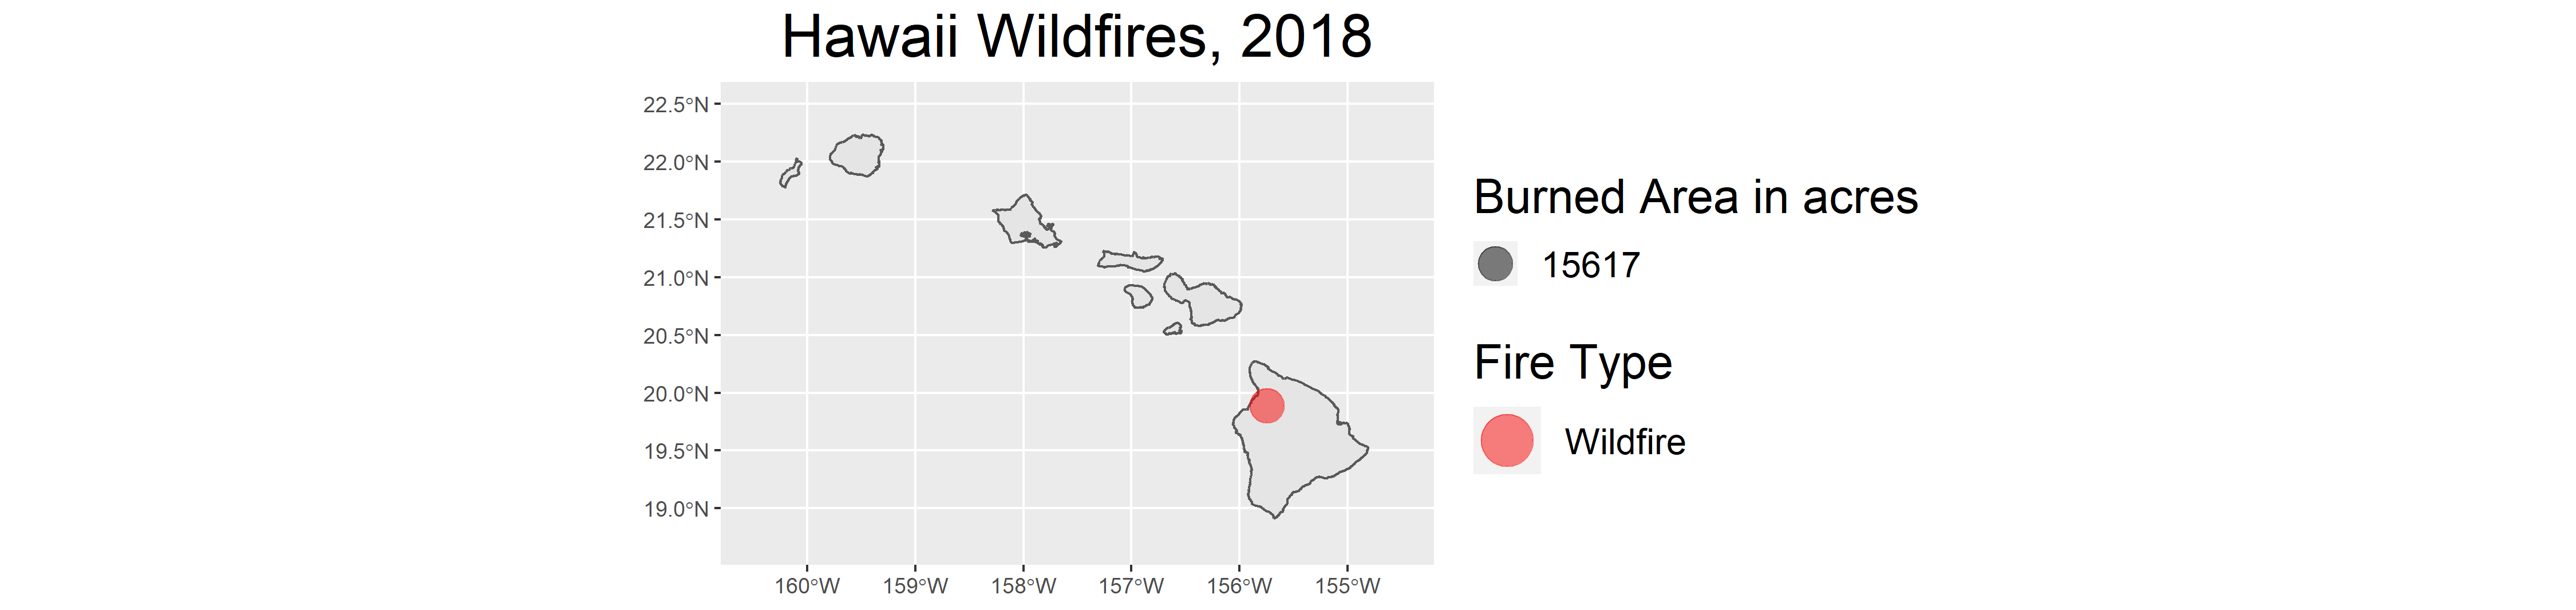 Hawaii Wildfires, 2018
22.5°N
22.0°N
21.5°N
21.0°N
20.5°N
20.0°N
19.5°N
19.0°N
160°W 159°W 158°W 157°W 156°W 155°W
Burned Area in acres
15617
Fire Type
Wildfire